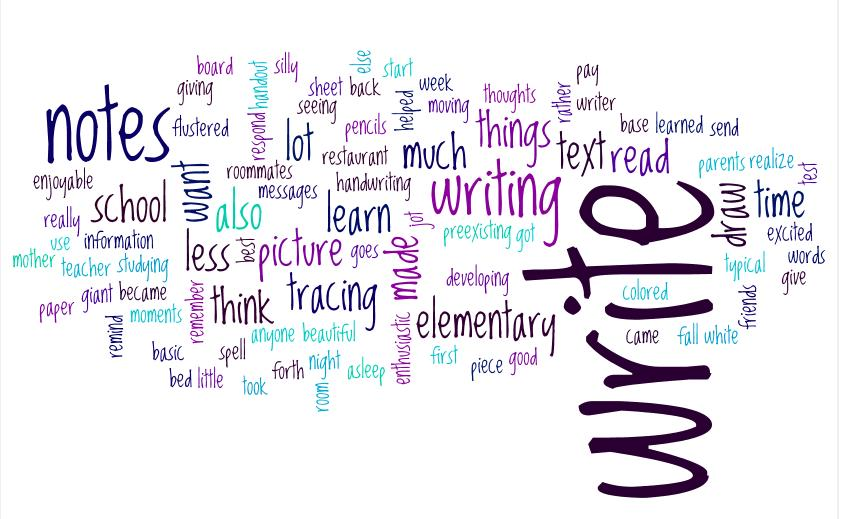 board
silly
handout
else
start
giving
sheet
back
week
pay
seeing
helped
moving
thoughts
rather
writer
notes
flustered
respond
lot
pencils
things
base
learned
send
restaurant
much
text
read
parents
realize
test
enjoyable
want
roommates
messages
handwriting
writing
write
draw
time
school
also
learn
jot
really
use
information
preexisting
got
excited
mother
teacher
studying
less
best
picture
goes
made
typical
words
paper
giant
became
remember
think
tracing
developing
colored
friends
give
remind
moments
anyone
beautiful
enthusiastic
elementary
came
fall
white
basic
spell
forth
night
first
piece
good
bed
little
took
room
asleep